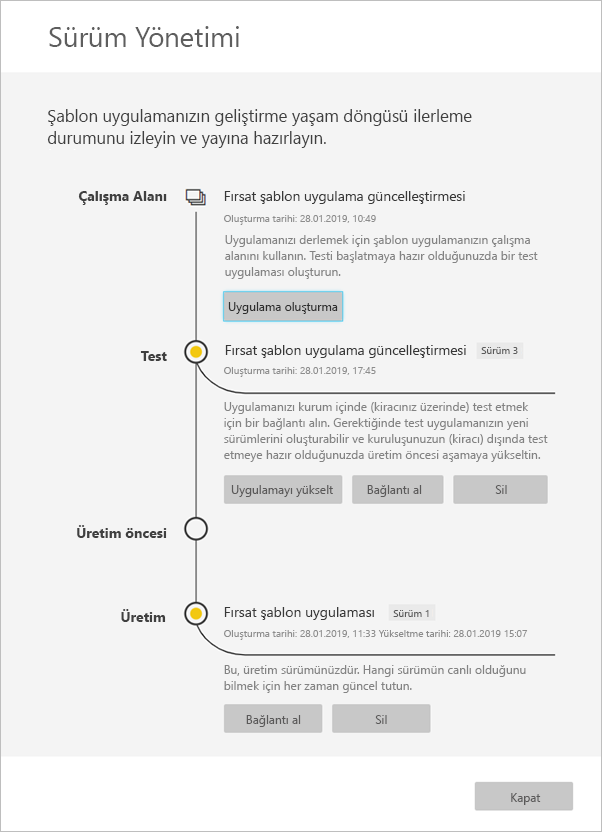 Sürüm Yönetimi
Şablon uygulamanızın geliştirme yaşam döngüsü ilerleme
durumunu izleyin ve yayına hazırlayın.
Çalışma Alanı
Fırsat şablon uygulama güncelleştirmesi
Oluşturma tarihi: 28.01.2019, 10:49
Uygulamanızı derlemek için şablon uygulamanızın çalışma
alanını kullanın. Testi başlatmaya hazır olduğunuzda bir test
uygulaması oluşturun.
Uygulama oluşturma
Test
Fırsat şablon uygulama güncelleştirmesi Sürüm 3
Oluşturma tarihi: 28.01.2019, 17:45
Uygulamanızı kurum içinde (kiracınız üzerinde) test etmek
için bir bağlantı alın. Gerektiğinde test uygulamanızın yeni
sürümlerini oluşturabilir ve kuruluşunuzun (kiracı) dışında test
etmeye hazır olduğunuzda üretim öncesi aşamaya yükseltin.
Uygulamayı yükselt Bağlantı al Sil
Üretim öncesi
Üretim
Fırsat şablon uygulaması Sürüm 1
Oluşturma tarihi: 28.01.2019, 11:33 Yükseltme tarihi: 28.01.2019 15:07
Bu, üretim sürümünüzdür. Hangi sürümün canlı olduğunu
bilmek için her zaman güncel tutun.
Bağlantı al Sil
Kapat